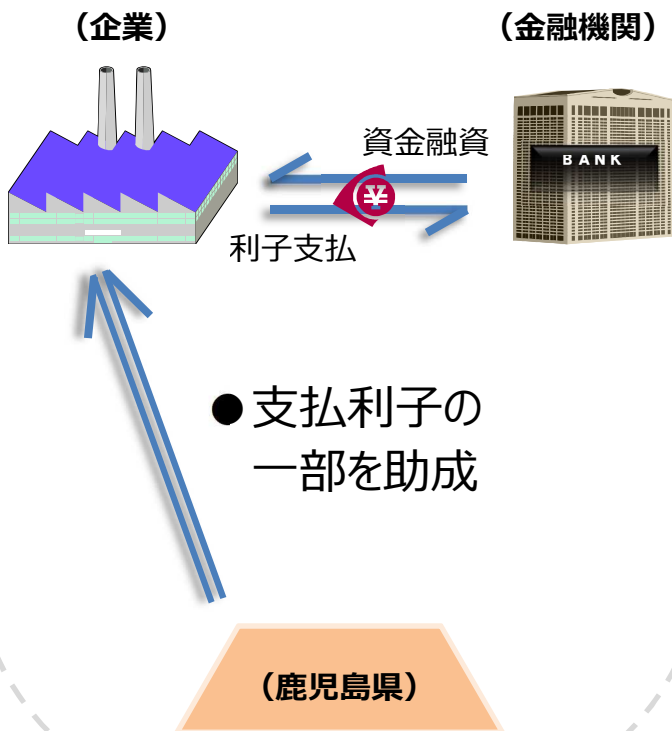 （企業）
（金融機関）
資金融資
BANK
¥
利子支払
●支払利子の
一部を助成
（鹿児島県）